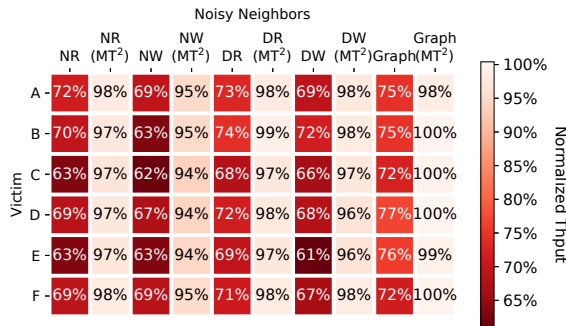 Noisy Neighbors
NR NR (MT²) NW NW (MT²) DR DR (MT²) DW DW (MT²) Graph Graph (MT²)
Victim
A 72% 98% 69% 95% 73% 98% 69% 98% 75% 98%
B 70% 97% 63% 95% 74% 99% 72% 98% 75% 100%
C 63% 97% 62% 94% 68% 97% 66% 97% 72% 100%
D 69% 97% 67% 94% 72% 98% 68% 96% 77% 100%
E 63% 97% 63% 94% 69% 97% 61% 96% 76% 99%
F 69% 98% 69% 95% 71% 98% 67% 98% 72% 100%
100%
95%
90%
85%
80%
75%
70%
65%
Normalized Thput